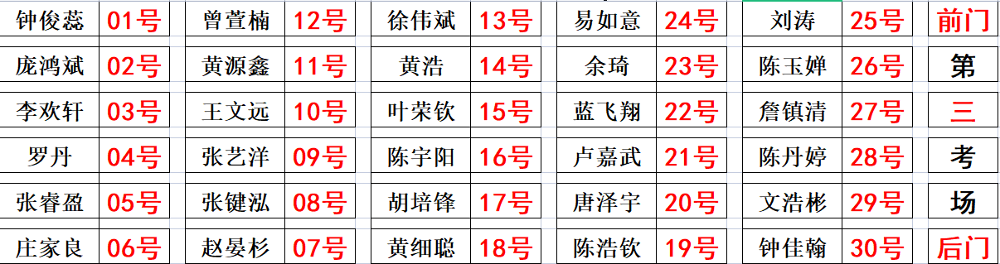 钟俊蕊 01号 曾萱楠 12号 徐伟斌 13号 易如意 24号 刘涛 25号 前门
庞鸿斌 02号 黄源鑫 11号 黄浩 14号 余琦 23号 陈玉婵 26号 第
李欢轩 03号 王文远 10号 叶荣钦 15号 蓝飞翔 22号 詹镇清 27号 三
罗丹 04号 张艺洋 09号 陈宇阳 16号 卢嘉武 21号 陈丹婷 28号 考
张睿盈 05号 张键泓 08号 胡培锋 17号 唐泽宇 20号 文浩彬 29号 场
庄家良 06号 赵晏杉 07号 黄细聪 18号 陈浩钦 19号 钟佳翰 30号 后门